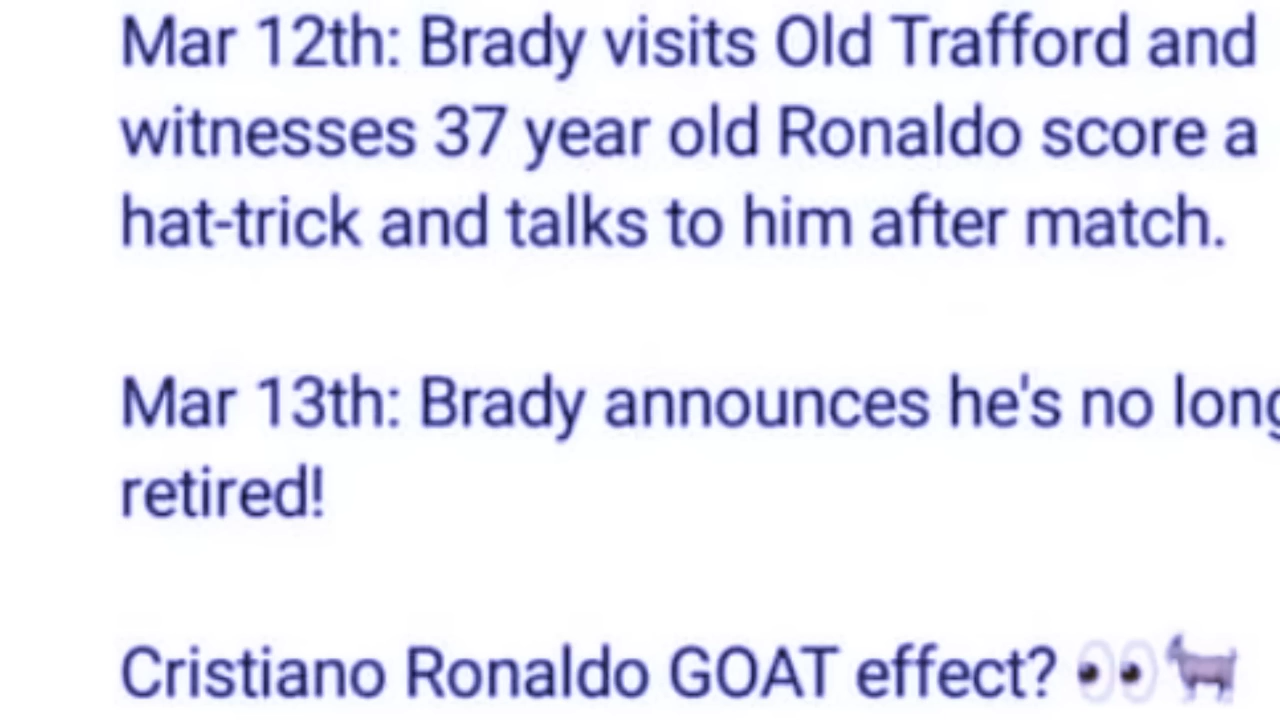 Mar 12th: Brady visits Old Trafford and
witnesses 37 year old Ronaldo score a
hat-trick and talks to him after match.
Mar 13th: Brady announces he's no long
retired!
Cristiano Ronaldo GOAT effect? 👀🐐